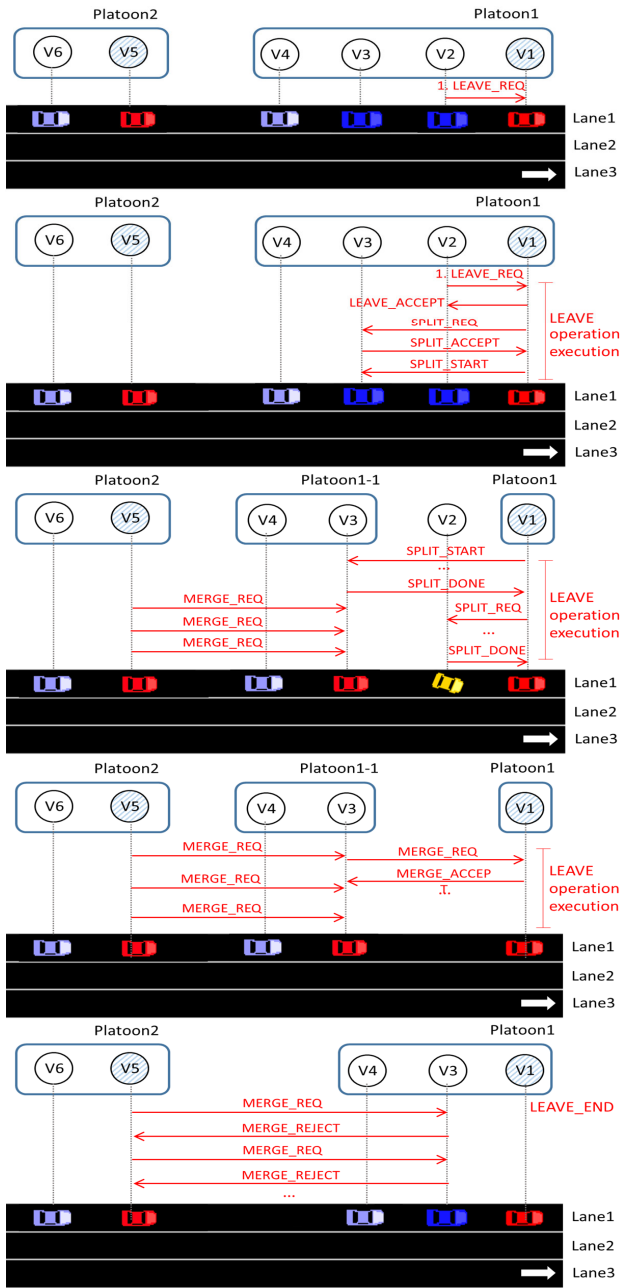 Platoon2 Platoon1
V6 V5 V4 V3 V2 V1
1. LEAVE_REQ
Lane1
Lane2
Lane3
Platoon2 Platoon1
V6 V5 V4 V3 V2 V1
1. LEAVE_REQ
LEAVE_ACCEPT
SPLIT_REQ
SPLIT_ACCEPT
SPLIT_START
LEAVE
operation
execution
Lane1
Lane2
Lane3
Platoon2 Platoon1-1 Platoon1
V6 V5 V4 V3 V2 V1
SPLIT_START
...
SPLIT_DONE
MERGE_REQ
SPLIT_REQ
MERGE_REQ
...
MERGE_REQ
SPLIT_DONE
LEAVE
operation
execution
Lane1
Lane2
Lane3
Platoon2 Platoon1-1 Platoon1
V6 V5 V4 V3 V1
MERGE_REQ MERGE_REQ
MERGE_REQ MERGE_ACCEP
T
...
MERGE_REQ
LEAVE
operation
execution
Lane1
Lane2
Lane3
Platoon2 Platoon1
V6 V5 V4 V3 V1
MERGE_REQ LEAVE_END
MERGE_REJECT
MERGE_REQ
MERGE_REJECT
...
Lane1
Lane2
Lane3